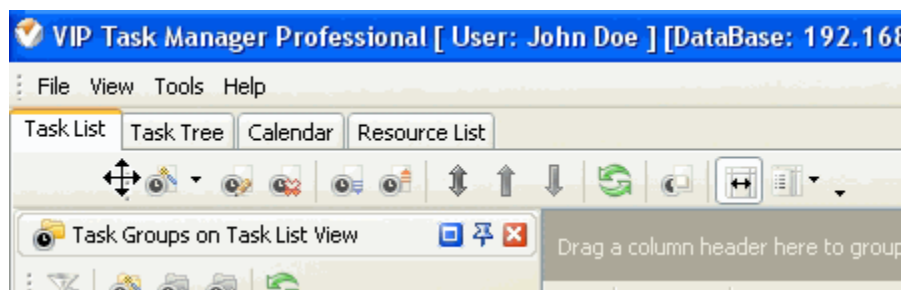 VIP Task Manager Professional [ User: John Doe ] [DataBase: 192.168
File View Tools Help
Task List Task Tree Calendar Resource List
Task Groups on Task List View
Drag a column header here to group